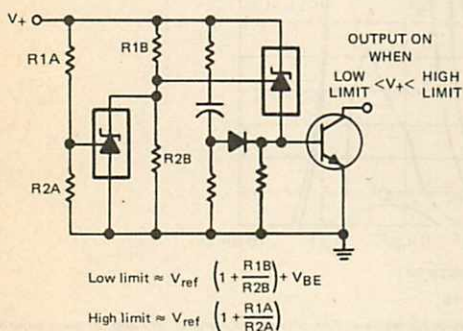 V+
R1A
R1B
R2A
R2B
OUTPUT ON
WHEN
LOW LIMIT <V+< HIGH LIMIT
Low limit ≈ Vref (1 + R1B/R2B) + VBE
High limit ≈ Vref (1 + R1A/R2A)